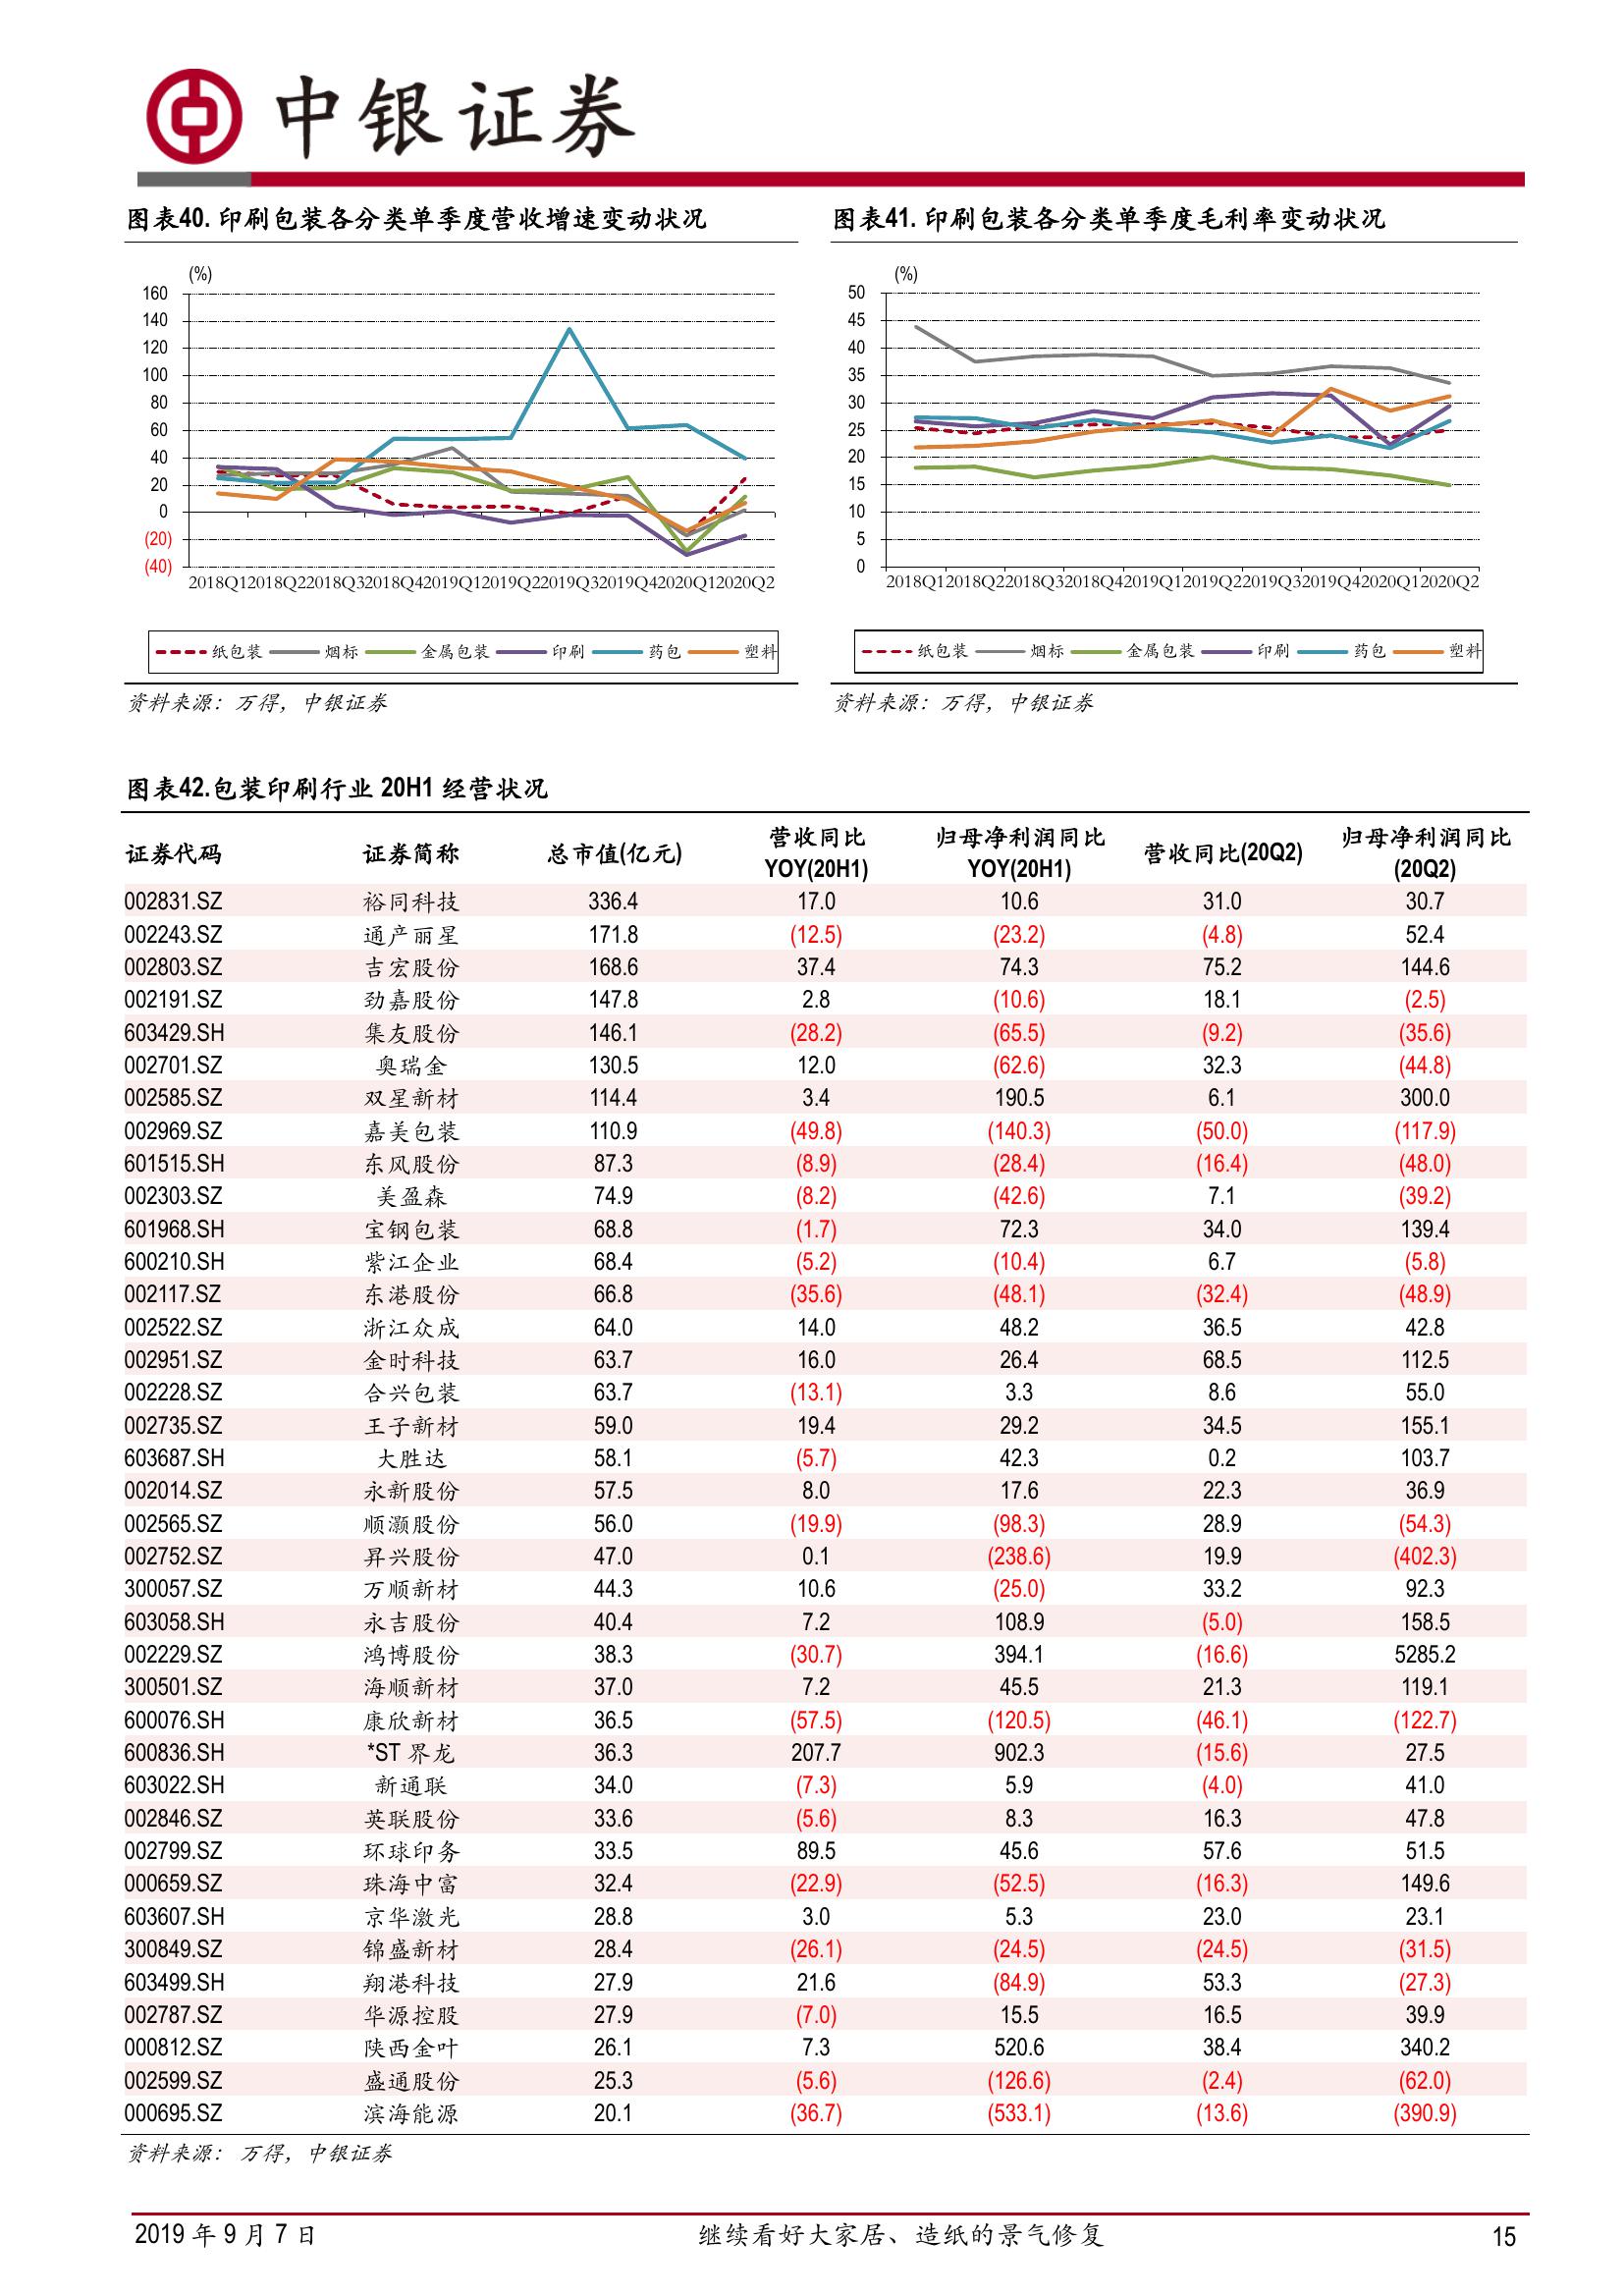 中银证券
图表40. 印刷包装各分类单季度营收增速变动状况
(%)
160
140
120
100
80
60
40
20
0
(20)
(40)
2018Q1 2018Q2 2018Q3 2018Q4 2019Q1 2019Q2 2019Q3 2019Q4 2020Q1 2020Q2
纸包装 烟标 金属包装 印刷 药包 塑料
资料来源：万得，中银证券
图表41. 印刷包装各分类单季度毛利率变动状况
(%)
50
45
40
35
30
25
20
15
10
5
0
2018Q1 2018Q2 2018Q3 2018Q4 2019Q1 2019Q2 2019Q3 2019Q4 2020Q1 2020Q2
纸包装 烟标 金属包装 印刷 药包 塑料
资料来源：万得，中银证券
图表42.包装印刷行业 20H1 经营状况
证券代码 证券简称 总市值(亿元) 营收同比 YOY(20H1) 归母净利润同比 YOY(20H1) 营收同比(20Q2) 归母净利润同比 (20Q2)
002831.SZ 裕同科技 336.4 17.0 10.6 31.0 30.7
002243.SZ 通产丽星 171.8 (12.5) (23.2) (4.8) 52.4
002803.SZ 吉宏股份 168.6 37.4 74.3 75.2 144.6
002191.SZ 劲嘉股份 147.8 2.8 (10.6) 18.1 (2.5)
603429.SH 集友股份 146.1 (28.2) (65.5) (9.2) (35.6)
002701.SZ 奥瑞金 130.5 12.0 (62.6) 32.3 (44.8)
002585.SZ 双星新材 114.4 3.4 190.5 6.1 300.0
002969.SZ 嘉美包装 110.9 (49.8) (140.3) (50.0) (117.9)
601515.SH 东风股份 87.3 (8.9) (28.4) (16.4) (48.0)
002303.SZ 美盈森 74.9 (8.2) (42.6) 7.1 (39.2)
601968.SH 宝钢包装 68.8 (1.7) 72.3 34.0 139.4
600210.SH 紫江企业 68.4 (5.2) (10.4) 6.7 (5.8)
002117.SZ 东港股份 66.8 (35.6) (48.1) (32.4) (48.9)
002522.SZ 浙江众成 64.0 14.0 48.2 36.5 42.8
002951.SZ 金时科技 63.7 16.0 26.4 68.5 112.5
002228.SZ 合兴包装 63.7 (13.1) 3.3 8.6 55.0
002735.SZ 王子新材 59.0 19.4 29.2 34.5 155.1
603687.SH 大胜达 58.1 (5.7) 42.3 0.2 103.7
002014.SZ 永新股份 57.5 8.0 17.6 22.3 36.9
002565.SZ 顺灏股份 56.0 (19.9) (98.3) 28.9 (54.3)
002752.SZ 昇兴股份 47.0 0.1 (238.6) 19.9 (402.3)
300057.SZ 万顺新材 44.3 10.6 (25.0) 33.2 92.3
603058.SH 永吉股份 40.4 7.2 108.9 (5.0) 158.5
002229.SZ 鸿博股份 38.3 (30.7) 394.1 (16.6) 5285.2
300501.SZ 海顺新材 37.0 7.2 45.5 21.3 119.1
600076.SH 康欣新材 36.5 (57.5) (120.5) (46.1) (122.7)
600836.SH *ST 界龙 36.3 207.7 902.3 (15.6) 27.5
603022.SH 新通联 34.0 (7.3) 5.9 (4.0) 41.0
002846.SZ 英联股份 33.6 (5.6) 8.3 16.3 47.8
002799.SZ 环球印务 33.5 89.5 45.6 57.6 51.5
000659.SZ 珠海中富 32.4 (22.9) (52.5) (16.3) 149.6
603607.SH 京华激光 28.8 3.0 5.3 23.0 23.1
300849.SZ 锦盛新材 28.4 (26.1) (24.5) (24.5) (31.5)
603499.SH 翔港科技 27.9 21.6 (84.9) 53.3 (27.3)
002787.SZ 华源控股 27.9 (7.0) 15.5 16.5 39.9
000812.SZ 陕西金叶 26.1 7.3 520.6 38.4 340.2
002599.SZ 盛通股份 25.3 (5.6) (126.6) (2.4) (62.0)
000695.SZ 滨海能源 20.1 (36.7) (533.1) (13.6) (390.9)
资料来源： 万得，中银证券
2019 年 9 月 7 日 继续看好大家居、造纸的景气修复 15